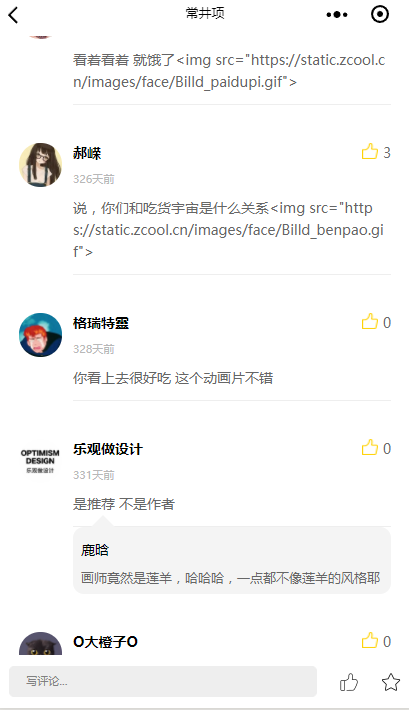 常井项
看着看着 就饿了<img src="https://static.zcool.c
n/images/face/Billd_paidupi.gif">
郝嵘
3
326天前
说，你们和吃货宇宙是什么关系<img src="http
s://static.zcool.cn/images/face/Billd_benpao.gi
f">
格瑞特靈
0
328天前
你看上去很好吃 这个动画片不错
OPTIMISM
DESIGN
乐观做设计
乐观做设计
0
331天前
是推荐 不是作者
鹿晗
画师竟然是莲羊，哈哈哈，一点都不像莲羊的风格耶
O大橙子O
0
写评论...